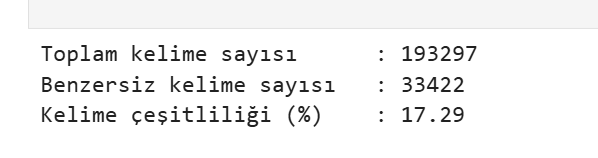 Toplam kelime sayısı : 193297
Benzersiz kelime sayısı : 33422
Kelime çeşitliliği (%) : 17.29